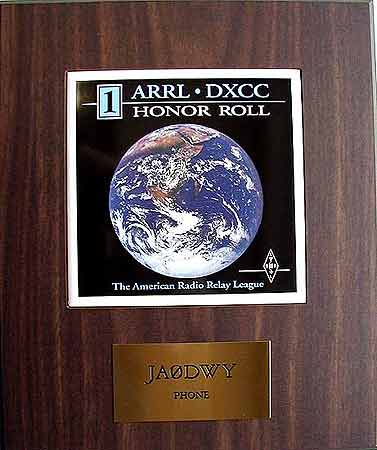 1 ARRL • DXCC
HONOR ROLL
The American Radio Relay League
JAØDWY
PHONE